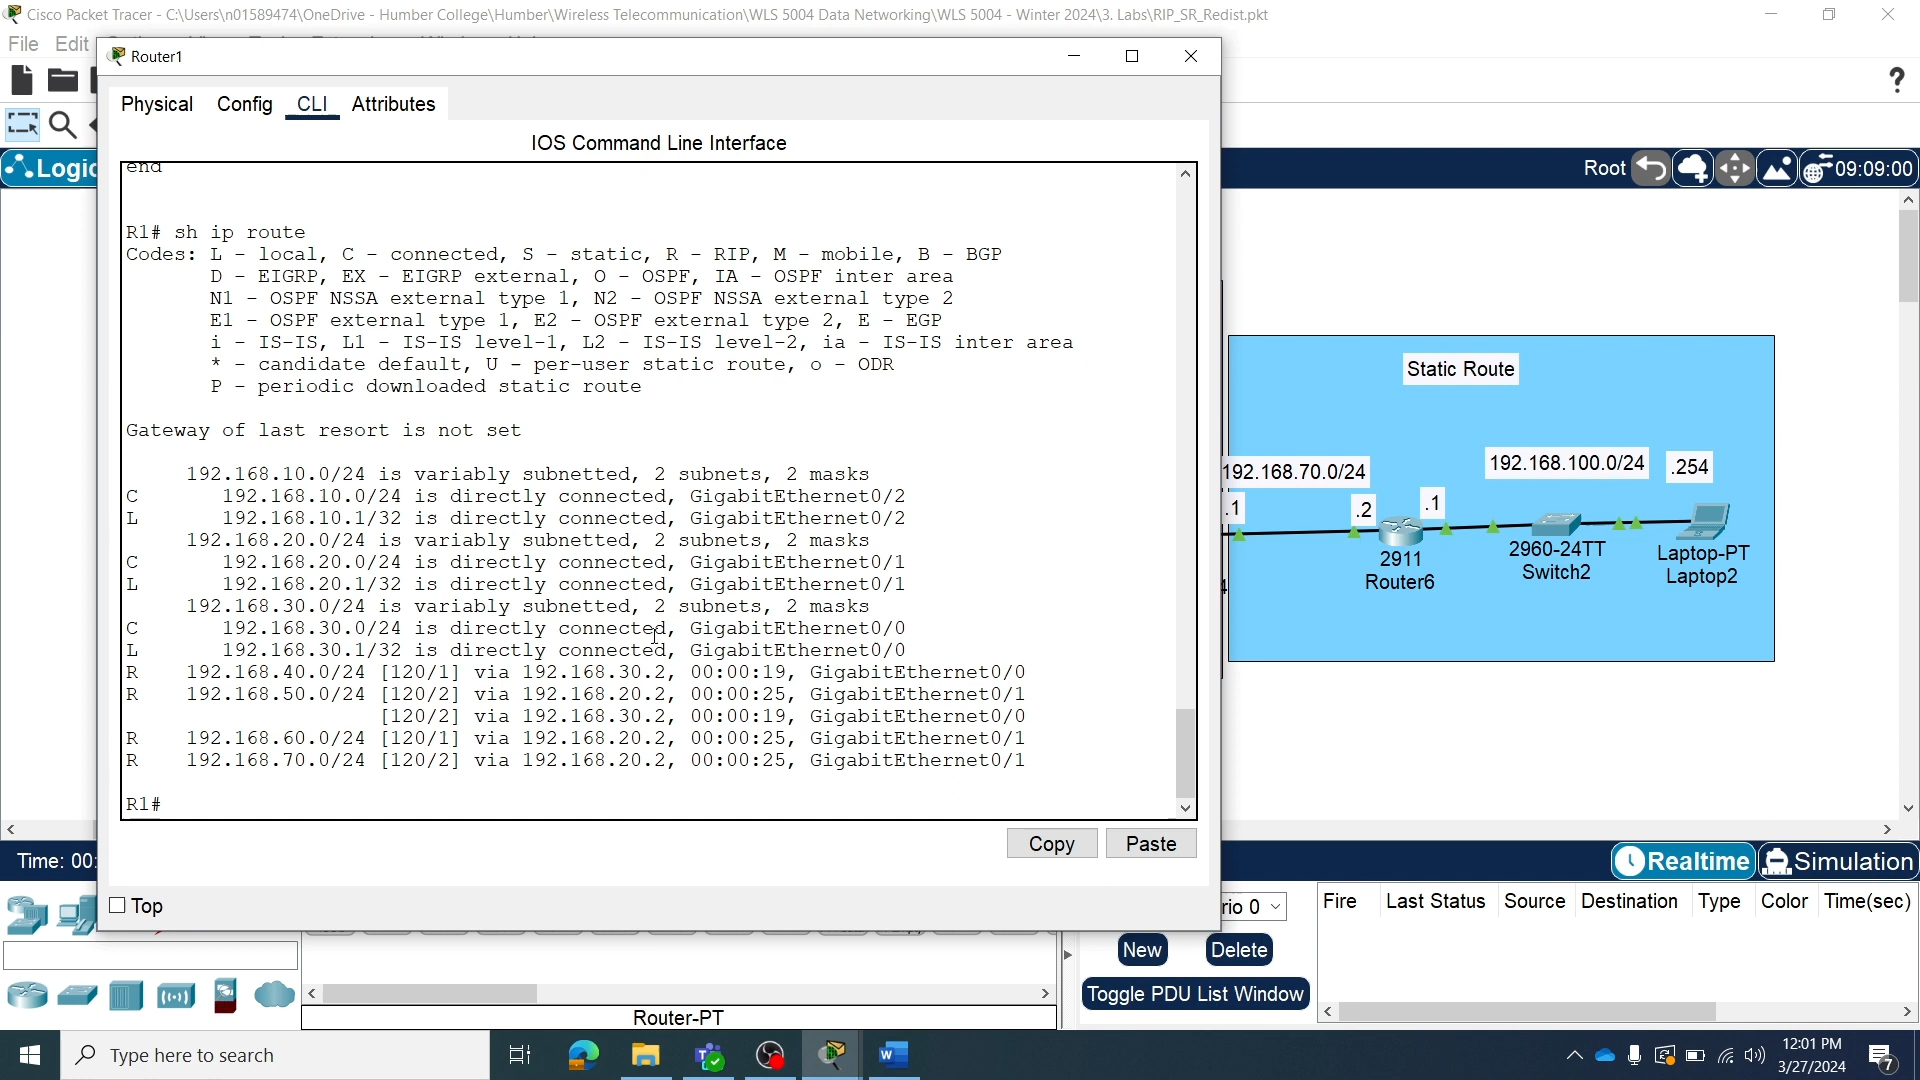 Cisco Packet Tracer - C:\Users\n01589474\OneDrive - Humber College\Humber\Wireless Telecommunication\WLS 5004 Data Networking\WLS 5004 - Winter 2024\3. Labs\RIP_SR_Redist.pkt
File Edit
Router1
Physical Config CLI Attributes
IOS Command Line Interface
Logic
Root 09:09:00
end
R1# sh ip route
Codes: L - local, C - connected, S - static, R - RIP, M - mobile, B - BGP
D - EIGRP, EX - EIGRP external, O - OSPF, IA - OSPF inter area
N1 - OSPF NSSA external type 1, N2 - OSPF NSSA external type 2
E1 - OSPF external type 1, E2 - OSPF external type 2, E - EGP
i - IS-IS, L1 - IS-IS level-1, L2 - IS-IS level-2, ia - IS-IS inter area
* - candidate default, U - per-user static route, o - ODR
P - periodic downloaded static route
Gateway of last resort is not set
192.168.10.0/24 is variably subnetted, 2 subnets, 2 masks
C 192.168.10.0/24 is directly connected, GigabitEthernet0/2
L 192.168.10.1/32 is directly connected, GigabitEthernet0/2
192.168.20.0/24 is variably subnetted, 2 subnets, 2 masks
C 192.168.20.0/24 is directly connected, GigabitEthernet0/1
L 192.168.20.1/32 is directly connected, GigabitEthernet0/1
192.168.30.0/24 is variably subnetted, 2 subnets, 2 masks
C 192.168.30.0/24 is directly connected, GigabitEthernet0/0
L 192.168.30.1/32 is directly connected, GigabitEthernet0/0
R 192.168.40.0/24 [120/1] via 192.168.30.2, 00:00:19, GigabitEthernet0/0
R 192.168.50.0/24 [120/2] via 192.168.20.2, 00:00:25, GigabitEthernet0/1
[120/2] via 192.168.30.2, 00:00:19, GigabitEthernet0/0
R 192.168.60.0/24 [120/1] via 192.168.20.2, 00:00:25, GigabitEthernet0/1
R 192.168.70.0/24 [120/2] via 192.168.20.2, 00:00:25, GigabitEthernet0/1
R1#
Copy Paste
Top
Static Route
192.168.70.0/24
192.168.100.0/24 .254
.1 .2 .1
2911
Router6
2960-24TT
Switch2
Laptop-PT
Laptop2
Time: 00:
Realtime Simulation
rio 0
Fire Last Status Source Destination Type Color Time(sec)
New Delete
Toggle PDU List Window
Router-PT
Type here to search
12:01 PM
3/27/2024
7